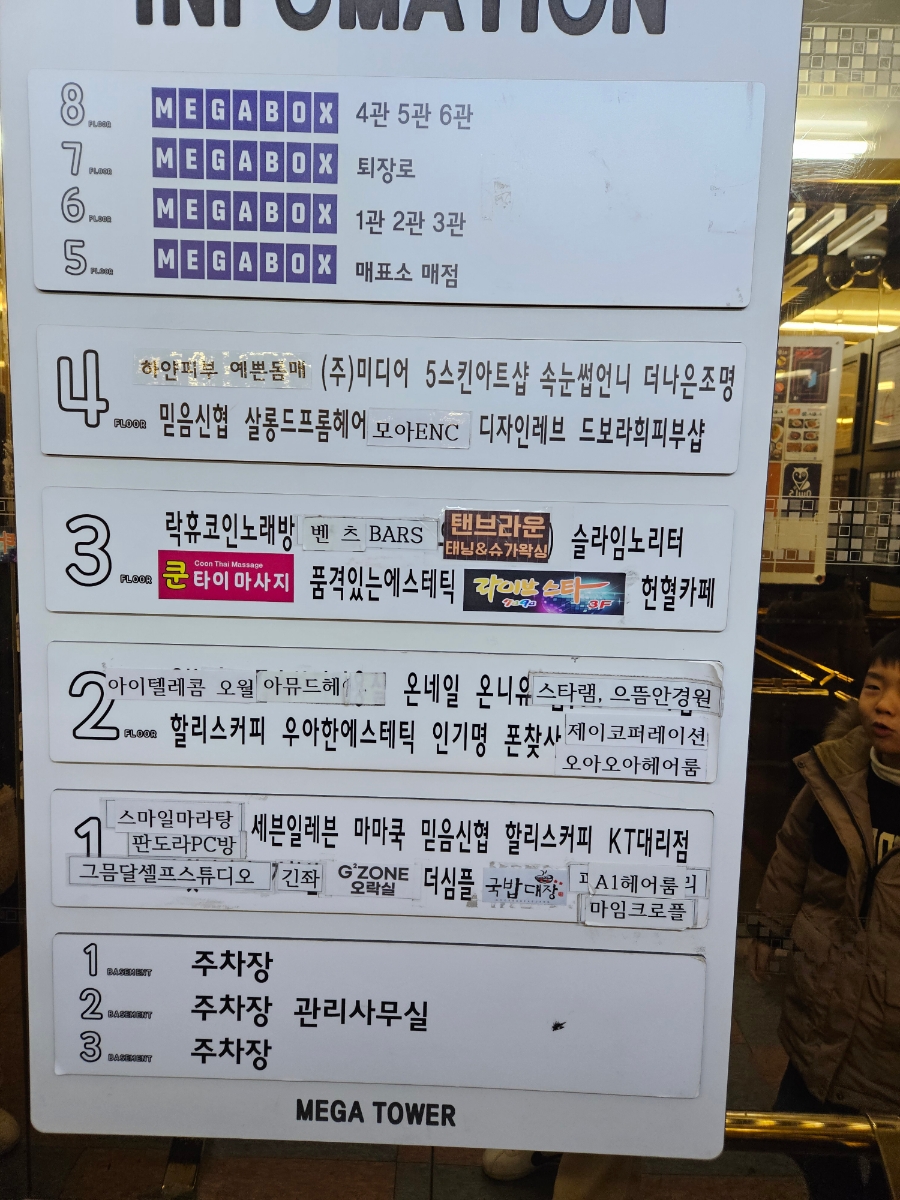 INFOMATION
8 FLOOR MEGABOX 4관 5관 6관
7 FLOOR MEGABOX 퇴장로
6 FLOOR MEGABOX 1관 2관 3관
5 FLOOR MEGABOX 매표소 매점
4 FLOOR
하얀피부 예쁜몸매 (주)미디어 5스킨아트샵 속눈썹언니 더나은조명
믿음신협 살롱드프롬헤어 모아ENC 디자인레브 드보라희피부샵
3 FLOOR
락휴코인노래방 벤 츠 BARS 탠브라운 태닝&슈가왁싱 슬라임노리터
쿤 Coon Thai Massage 타이 마사지 품격있는에스테틱 라이브 스타 3F 헌혈카페
2 FLOOR
아이텔레콤 오월 아뮤드헤 온네일 온니유 스타램, 으뜸안경원
할리스커피 우아한에스테틱 인기명 폰찾사 제이코퍼레이션
오아오아헤어룸
1
스마일마라탕 세븐일레븐 마마쿡 믿음신협 할리스커피 KT대리점
판도라PC방
그믐달셀프스튜디오 긴좌 G²ZONE 오락실 더심플 국밥대장 A1헤어룸
마임크로플
1 BASEMENT 주차장
2 BASEMENT 주차장 관리사무실
3 BASEMENT 주차장
MEGA TOWER